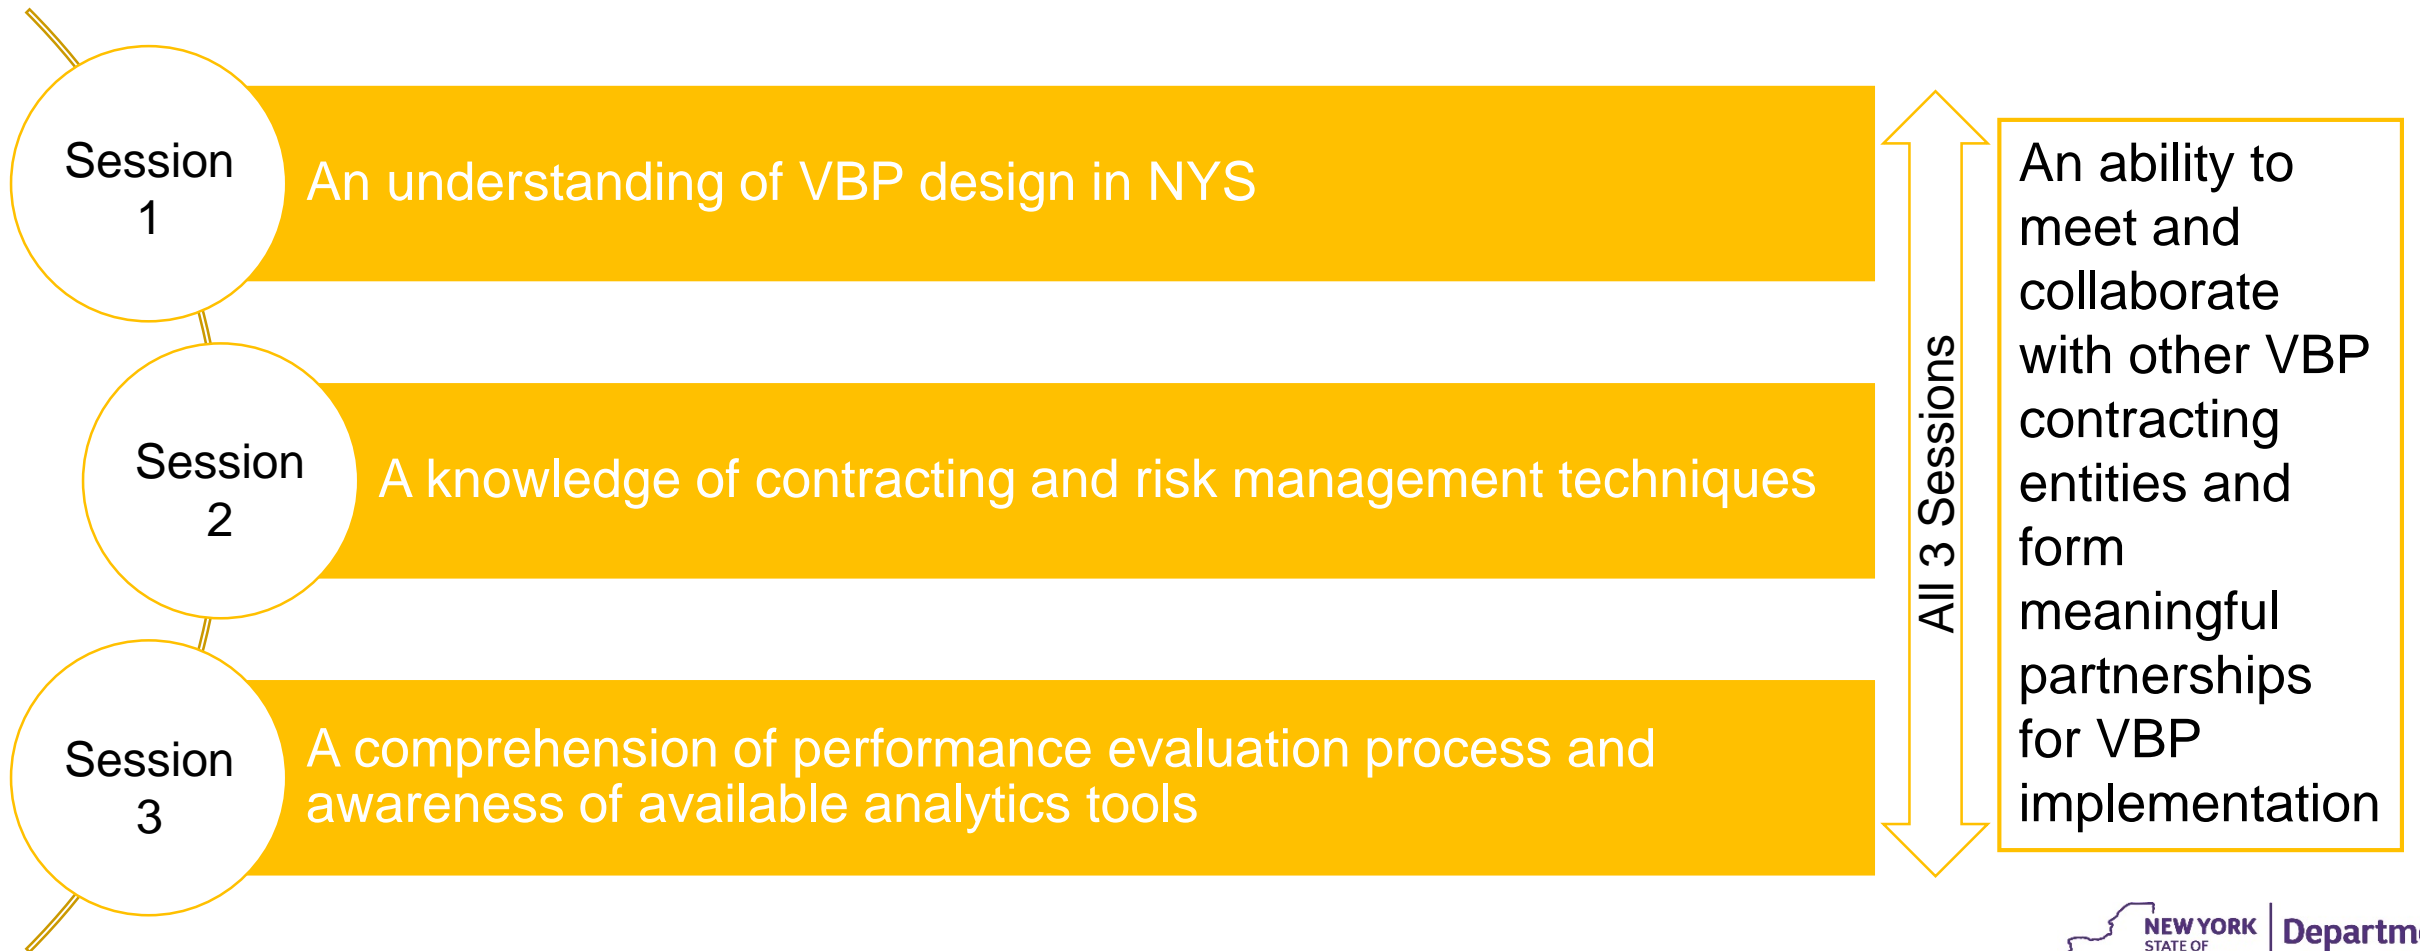 Session
1
An understanding of VBP design in NYS
Session
2
A knowledge of contracting and risk management techniques
Session
3
A comprehension of performance evaluation process and
awareness of available analytics tools
All 3 Sessions
An ability to
meet and
collaborate
with other VBP
contracting
entities and
form
meaningful
partnerships
for VBP
implementation
NEW YORK
STATE OF